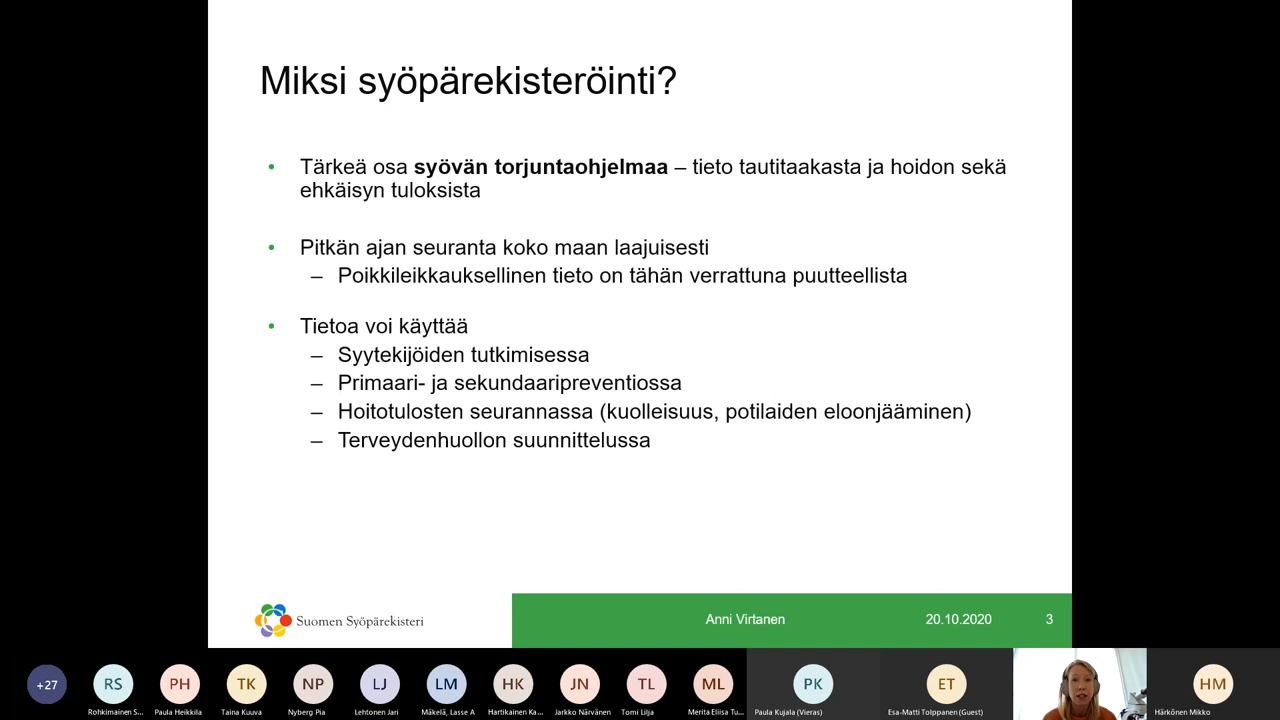 Miksi syöpärekisteröinti?
• Tärkeä osa syövän torjuntaohjelmaa – tieto tautitaakasta ja hoidon sekä
ehkäisyn tuloksista
• Pitkän ajan seuranta koko maan laajuisesti
– Poikkileikkauksellinen tieto on tähän verrattuna puutteellista
• Tietoa voi käyttää
– Syytekijöiden tutkimisessa
– Primaari- ja sekundaaripreventiossa
– Hoitotulosten seurannassa (kuolleisuus, potilaiden eloonjääminen)
– Terveydenhuollon suunnittelussa
Suomen Syöpärekisteri
Anni Virtanen
20.10.2020
3
+27
RS
PH
TK
NP
LJ
LM
HK
JN
TL
ML
PK
ET
HM
Rohkimainen S...
Paula Heikkila
Taina Kuuva
Nyberg Pia
Lehtonen Jari
Mäkelä, Lasse A
Hartikainen Ka...
Jarkko Närvänen
Tomi Lilja
Merita Eliisa Tu...
Paula Kujala (Vieras)
Esa-Matti Tolppanen (Guest)
Härkönen Mikko